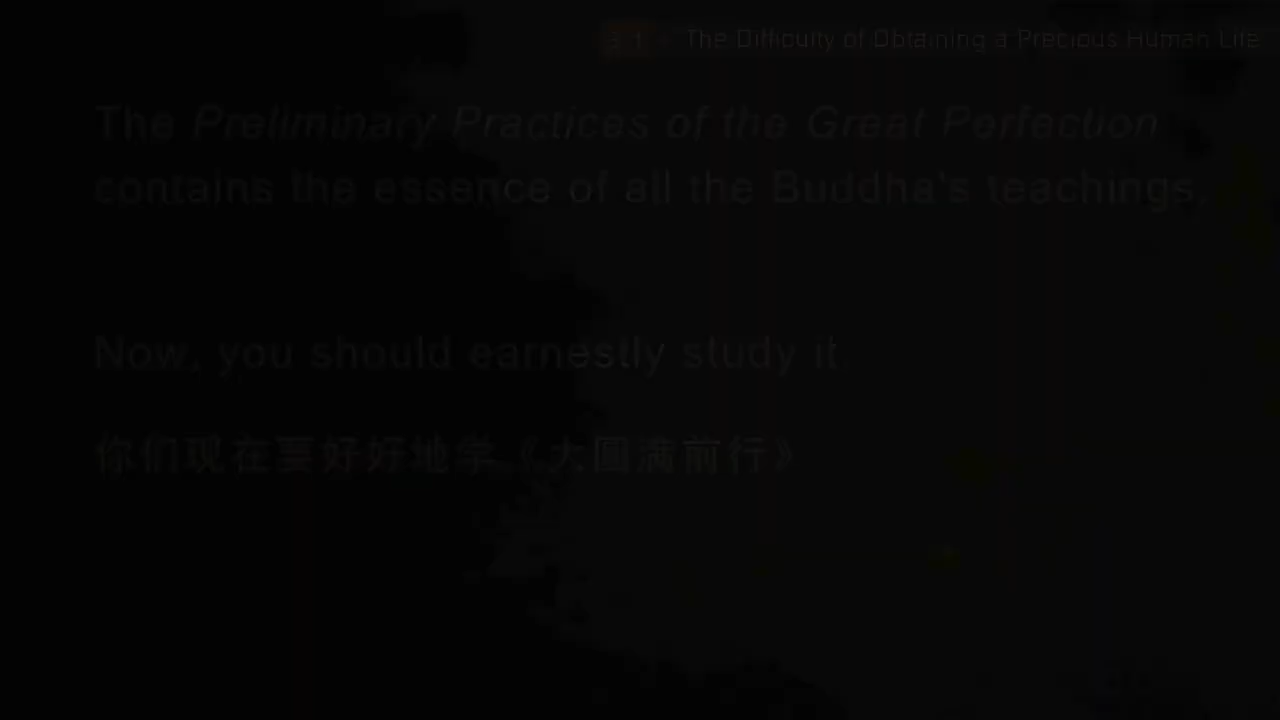 3.1 The Difficulty of Obtaining a Precious Human Life
The Preliminary Practices of the Great Perfection
contains the essence of all the Buddha's teachings.
Now, you should earnestly study it.
你们现在要好好地学《大圆满前行》